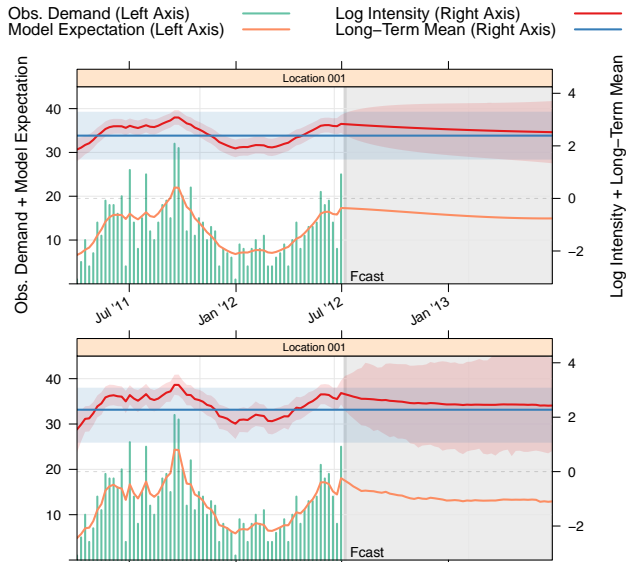 Obs. Demand (Left Axis)
Model Expectation (Left Axis)
Log Intensity (Right Axis)
Long−Term Mean (Right Axis)
Obs. Demand + Model Expectation
Log Intensity + Long−Term Mean
Location 001
40
30
20
10
4
2
0
−2
Fcast
Jul '11
Jan '12
Jul '12
Jan '13
Location 001
40
30
20
10
4
2
0
−2
Fcast